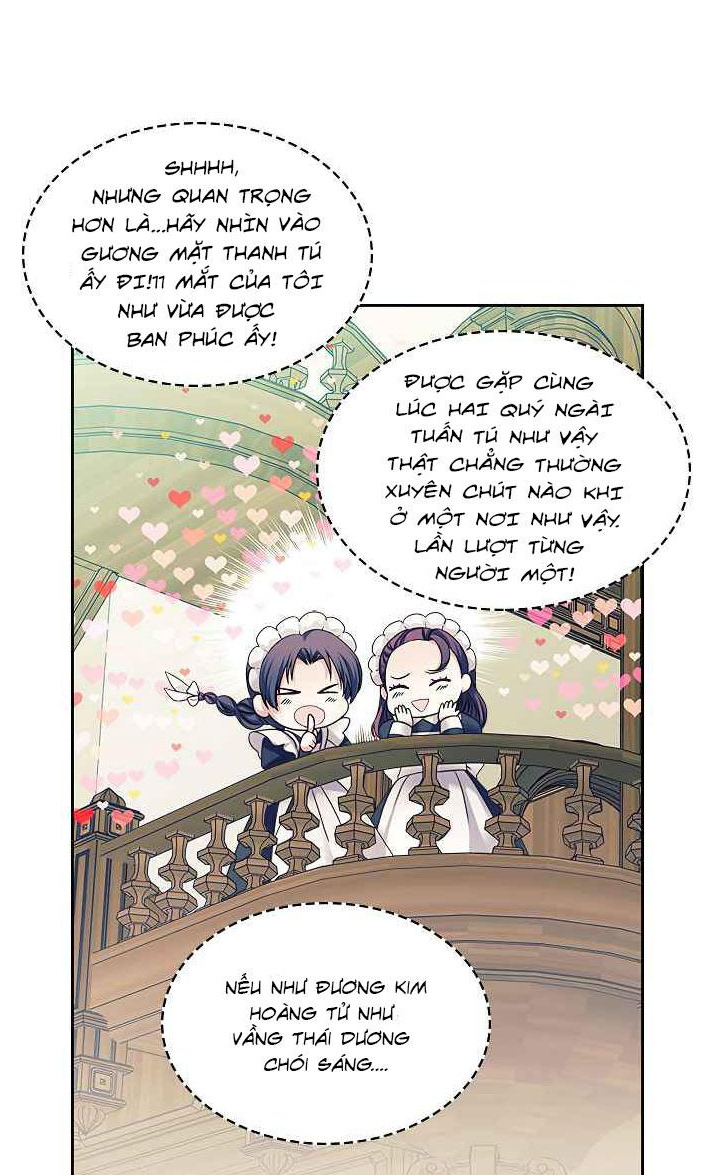 SHHHH,
NHƯNG QUAN TRỌNG
HƠN LÀ...HÃY NHÌN VÀO
GƯƠNG MẶT THANH TÚ
ẤY ĐI!11 MẮT CỦA TÔI
NHƯ VỪA ĐƯỢC
BAN PHÚC ẤY!
ĐƯỢC GẶP CÙNG
LÚC HAI QUÝ NGÀI
TUẤN TÚ NHƯ VẬY
THẬT CHẲNG THƯỜNG
XUYÊN CHÚT NÀO KHI
Ở MỘT NƠI NHƯ VẬY.
LẦN LƯỢT TỪNG
NGƯỜI MỘT!
NẾU NHƯ ĐƯƠNG KIM
HOÀNG TỬ NHƯ
VẦNG THÁI DƯƠNG
CHÓI SÁNG....